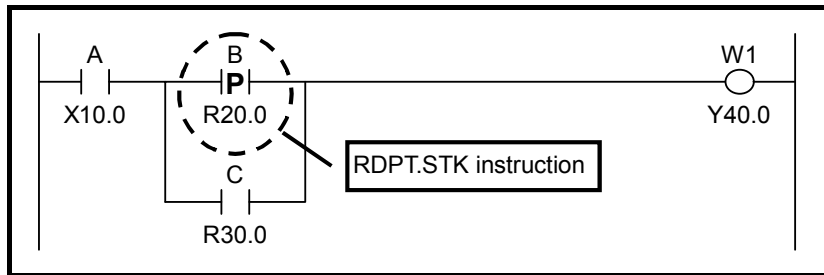 A B W1
P
X10.0 R20.0 Y40.0
RDPT.STK instruction
C
R30.0